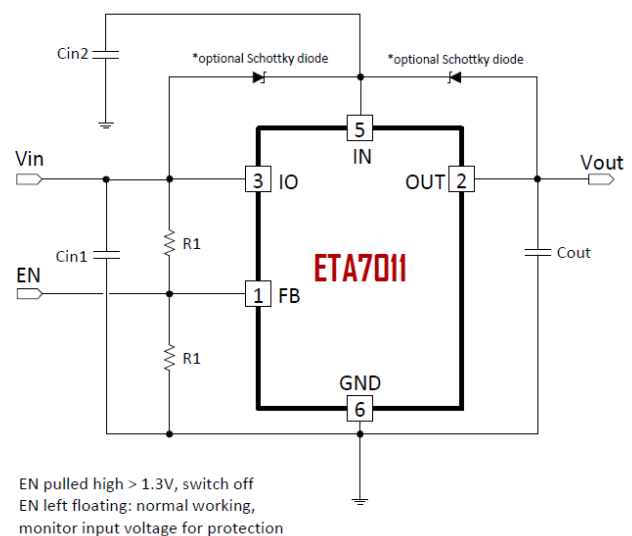 Cin2
*optional Schottky diode
*optional Schottky diode
5
IN
Vin
3 IO
OUT 2
Vout
R1
Cin1
ETA7011
Cout
EN
1 FB
R1
GND
6
EN pulled high > 1.3V, switch off
EN left floating: normal working,
monitor input voltage for protection